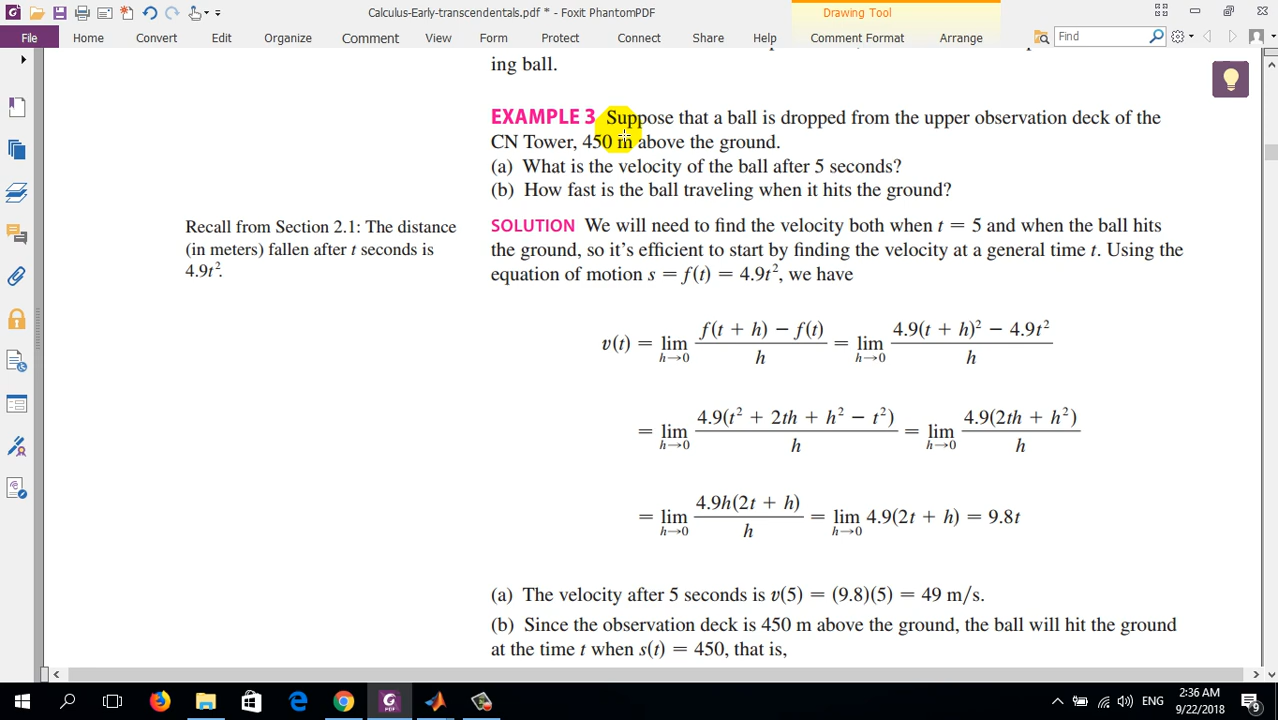 Calculus-Early-transcendentals.pdf * - Foxit PhantomPDF
Drawing Tool
File Home Convert Edit Organize Comment View Form Protect Connect Share Help Comment Format Arrange Find
ing ball.
EXAMPLE 3 Suppose that a ball is dropped from the upper observation deck of the
CN Tower, 450 m above the ground.
(a) What is the velocity of the ball after 5 seconds?
(b) How fast is the ball traveling when it hits the ground?
Recall from Section 2.1: The distance
(in meters) fallen after t seconds is
4.9t².
SOLUTION We will need to find the velocity both when t = 5 and when the ball hits
the ground, so it's efficient to start by finding the velocity at a general time t. Using the
equation of motion s = f(t) = 4.9t², we have
v(t) = lim h→0 f(t + h) − f(t) / h = lim h→0 4.9(t + h)² − 4.9t² / h
= lim h→0 4.9(t² + 2th + h² − t²) / h = lim h→0 4.9(2th + h²) / h
= lim h→0 4.9h(2t + h) / h = lim h→0 4.9(2t + h) = 9.8t
(a) The velocity after 5 seconds is v(5) = (9.8)(5) = 49 m/s.
(b) Since the observation deck is 450 m above the ground, the ball will hit the ground
at the time t when s(t) = 450, that is,
ENG
2:36 AM
9/22/2018
9